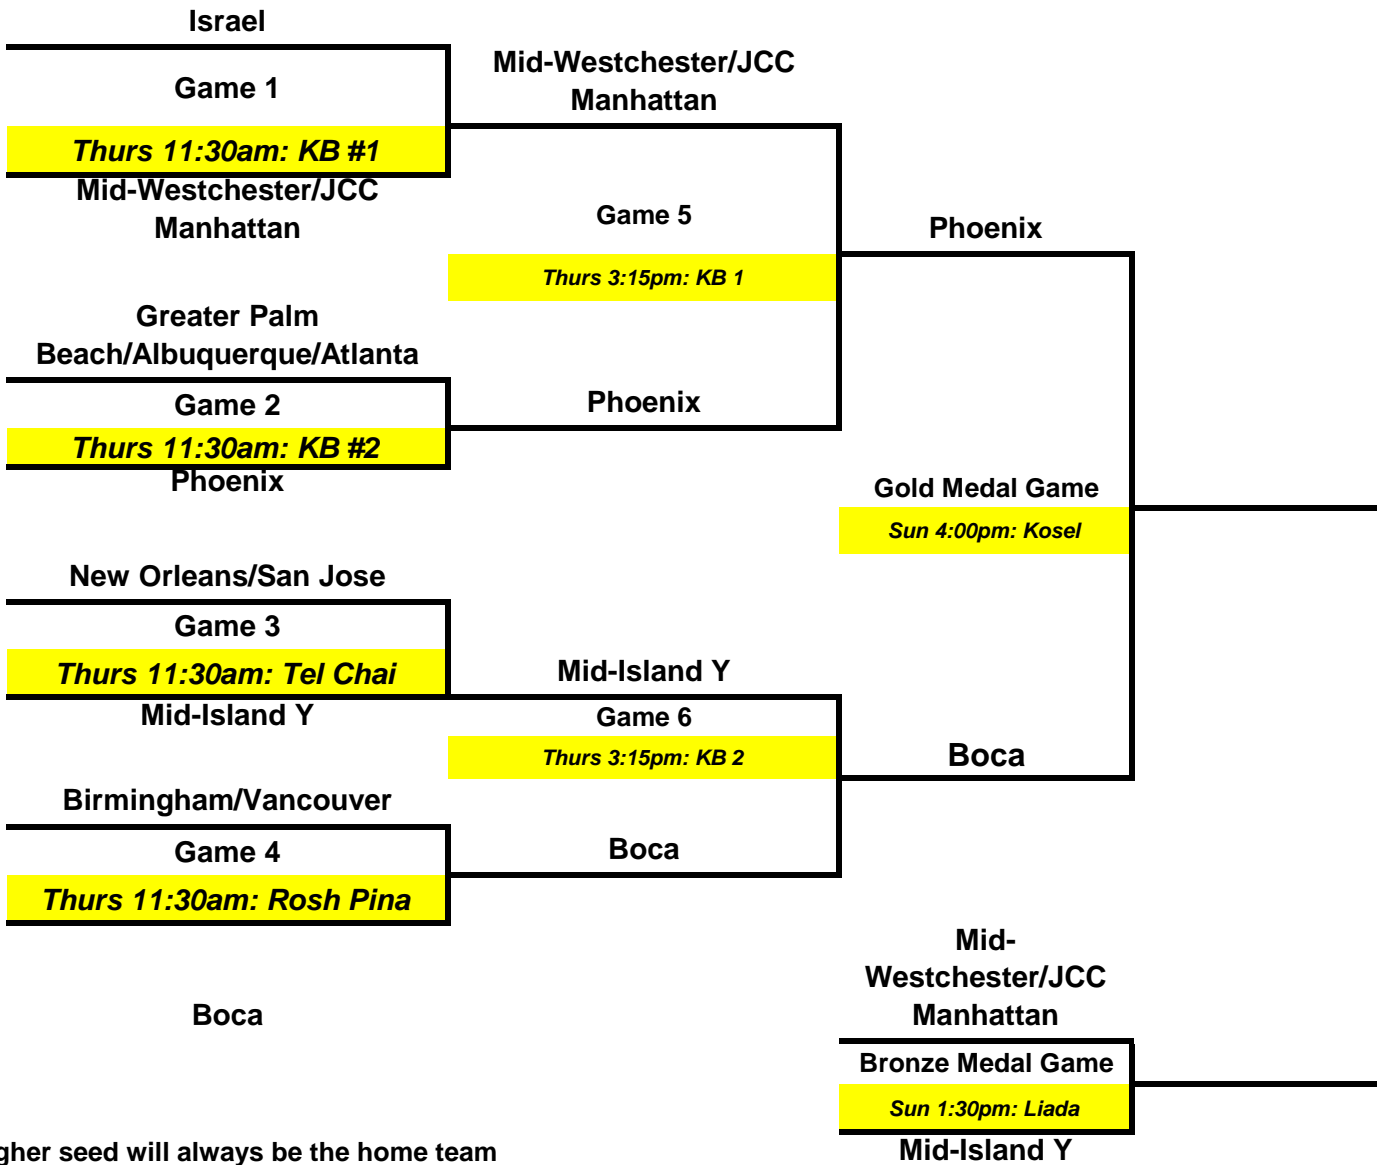 Israel
Game 1
Thurs 11:30am: KB #1
Mid-Westchester/JCC
Manhattan
Greater Palm
Beach/Albuquerque/Atlanta
Game 2
Thurs 11:30am: KB #2
Phoenix
New Orleans/San Jose
Game 3
Thurs 11:30am: Tel Chai
Mid-Island Y
Birmingham/Vancouver
Game 4
Thurs 11:30am: Rosh Pina
Boca
Mid-Westchester/JCC
Manhattan
Game 5
Thurs 3:15pm: KB 1
Phoenix
Mid-Island Y
Game 6
Thurs 3:15pm: KB 2
Boca
Phoenix
Gold Medal Game
Sun 4:00pm: Kosel
Boca
Mid-
Westchester/JCC
Manhattan
Bronze Medal Game
Sun 1:30pm: Liada
Mid-Island Y
gher seed will always be the home team